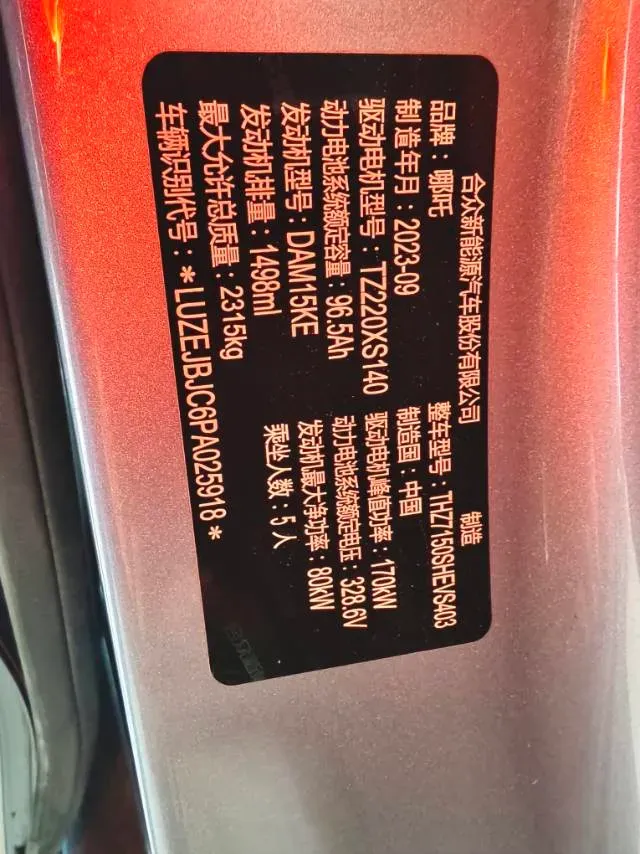 合众新能源汽车股份有限公司 制造
品牌：哪吒 整车型号：THZ7150SHEVS403
制造年月：2023-09 制造国：中国
驱动电机型号：TZ220XS140 驱动电机峰值功率：170kW
动力电池系统额定容量：96.5Ah 动力电池系统额定电压：328.6V
发动机型号：DAM15KE 发动机最大净功率：80kW
发动机排量：1498ml 乘坐人数：5人
最大允许总质量：2315kg
车辆识别代号：*LUZEJBJC6PA025918*